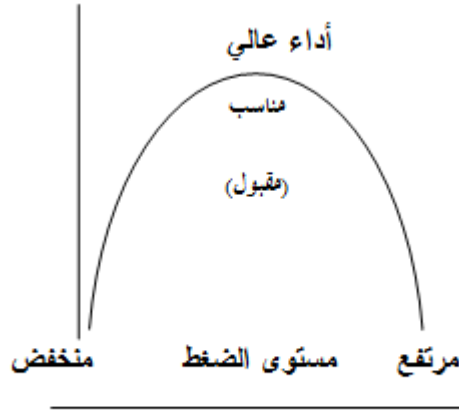 أداء عالي
مناسب
(مقبول)
مرتفع مستوى الضغط منخفض